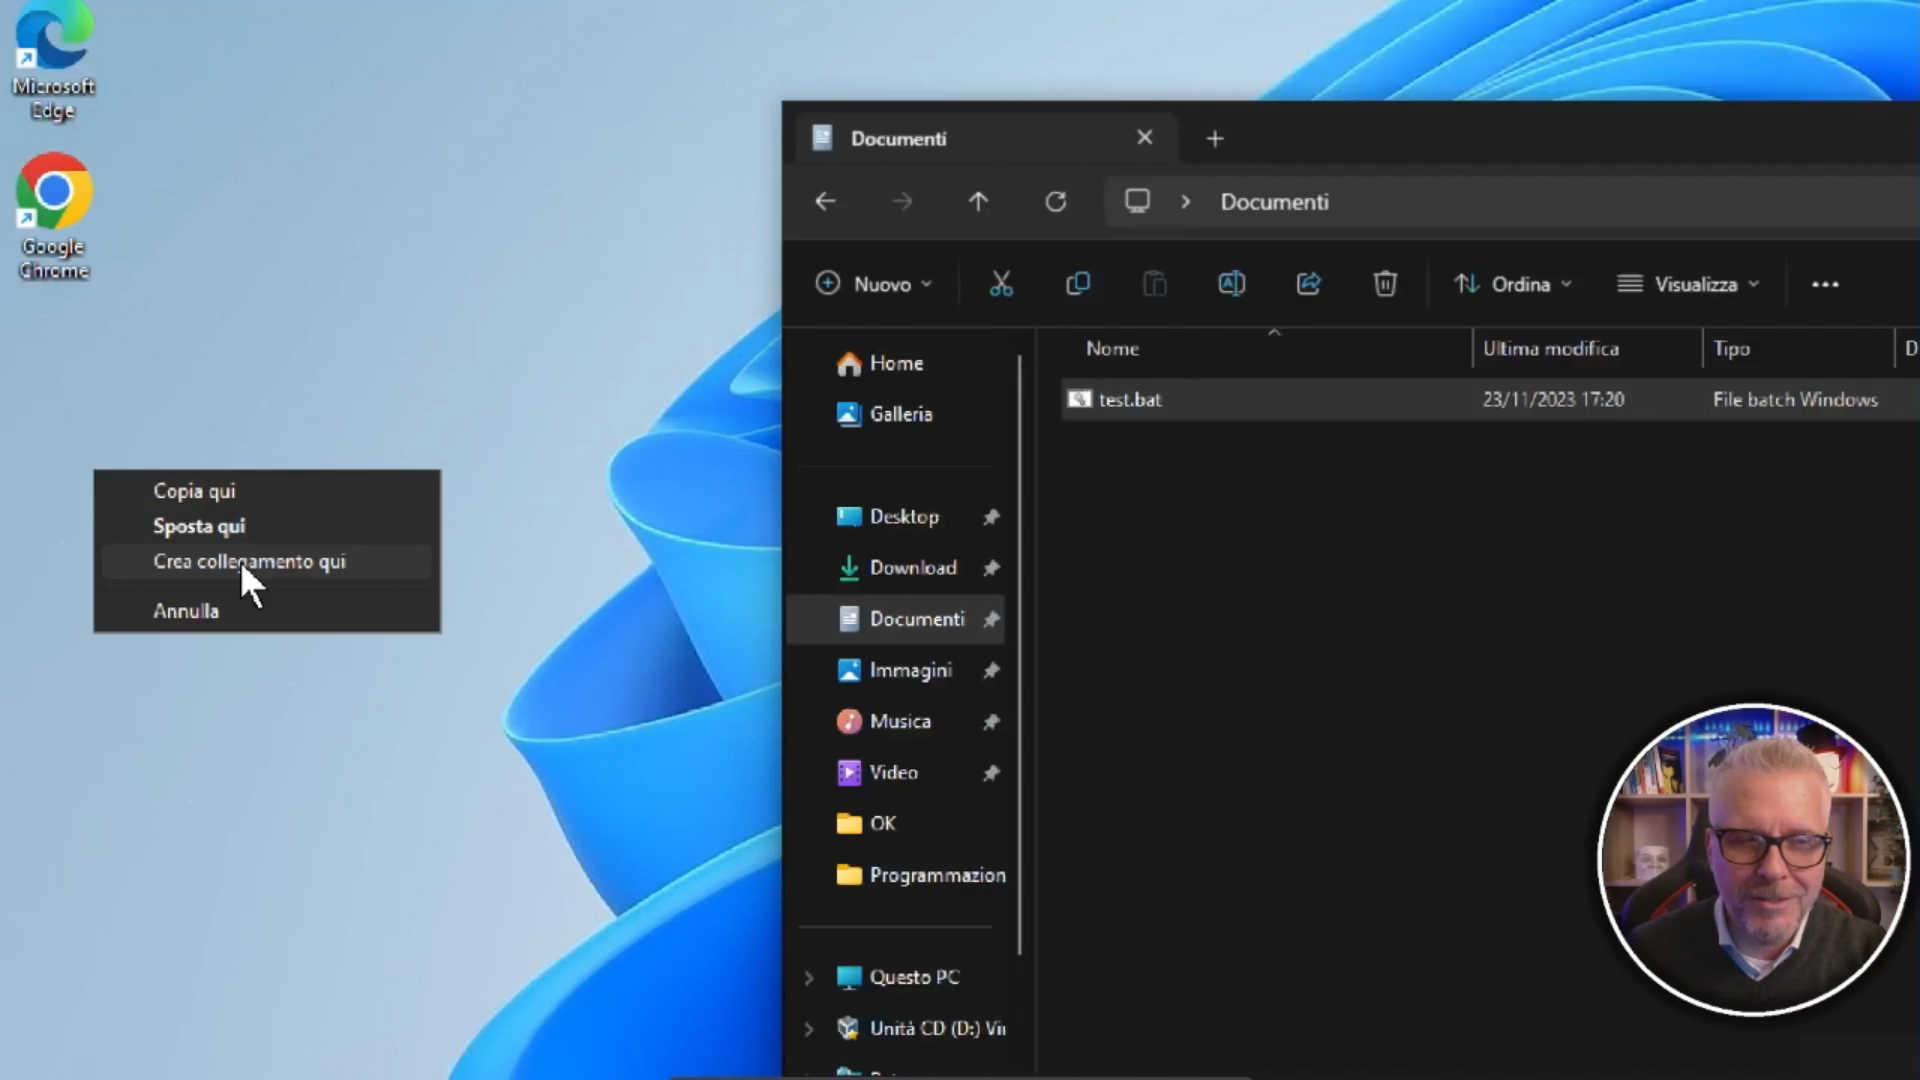 Microsoft
Edge
Google
Chrome
Copia qui
Sposta qui
Crea collegamento qui
Annulla
Documenti
Documenti
Nuovo
Ordina
Visualizza
Nome
Ultima modifica
Tipo
D
test.bat
23/11/2023 17:20
File batch Windows
Home
Galleria
Desktop
Download
Documenti
Immagini
Musica
Video
OK
Programmazion
Questo PC
Unità CD (D:) Vi